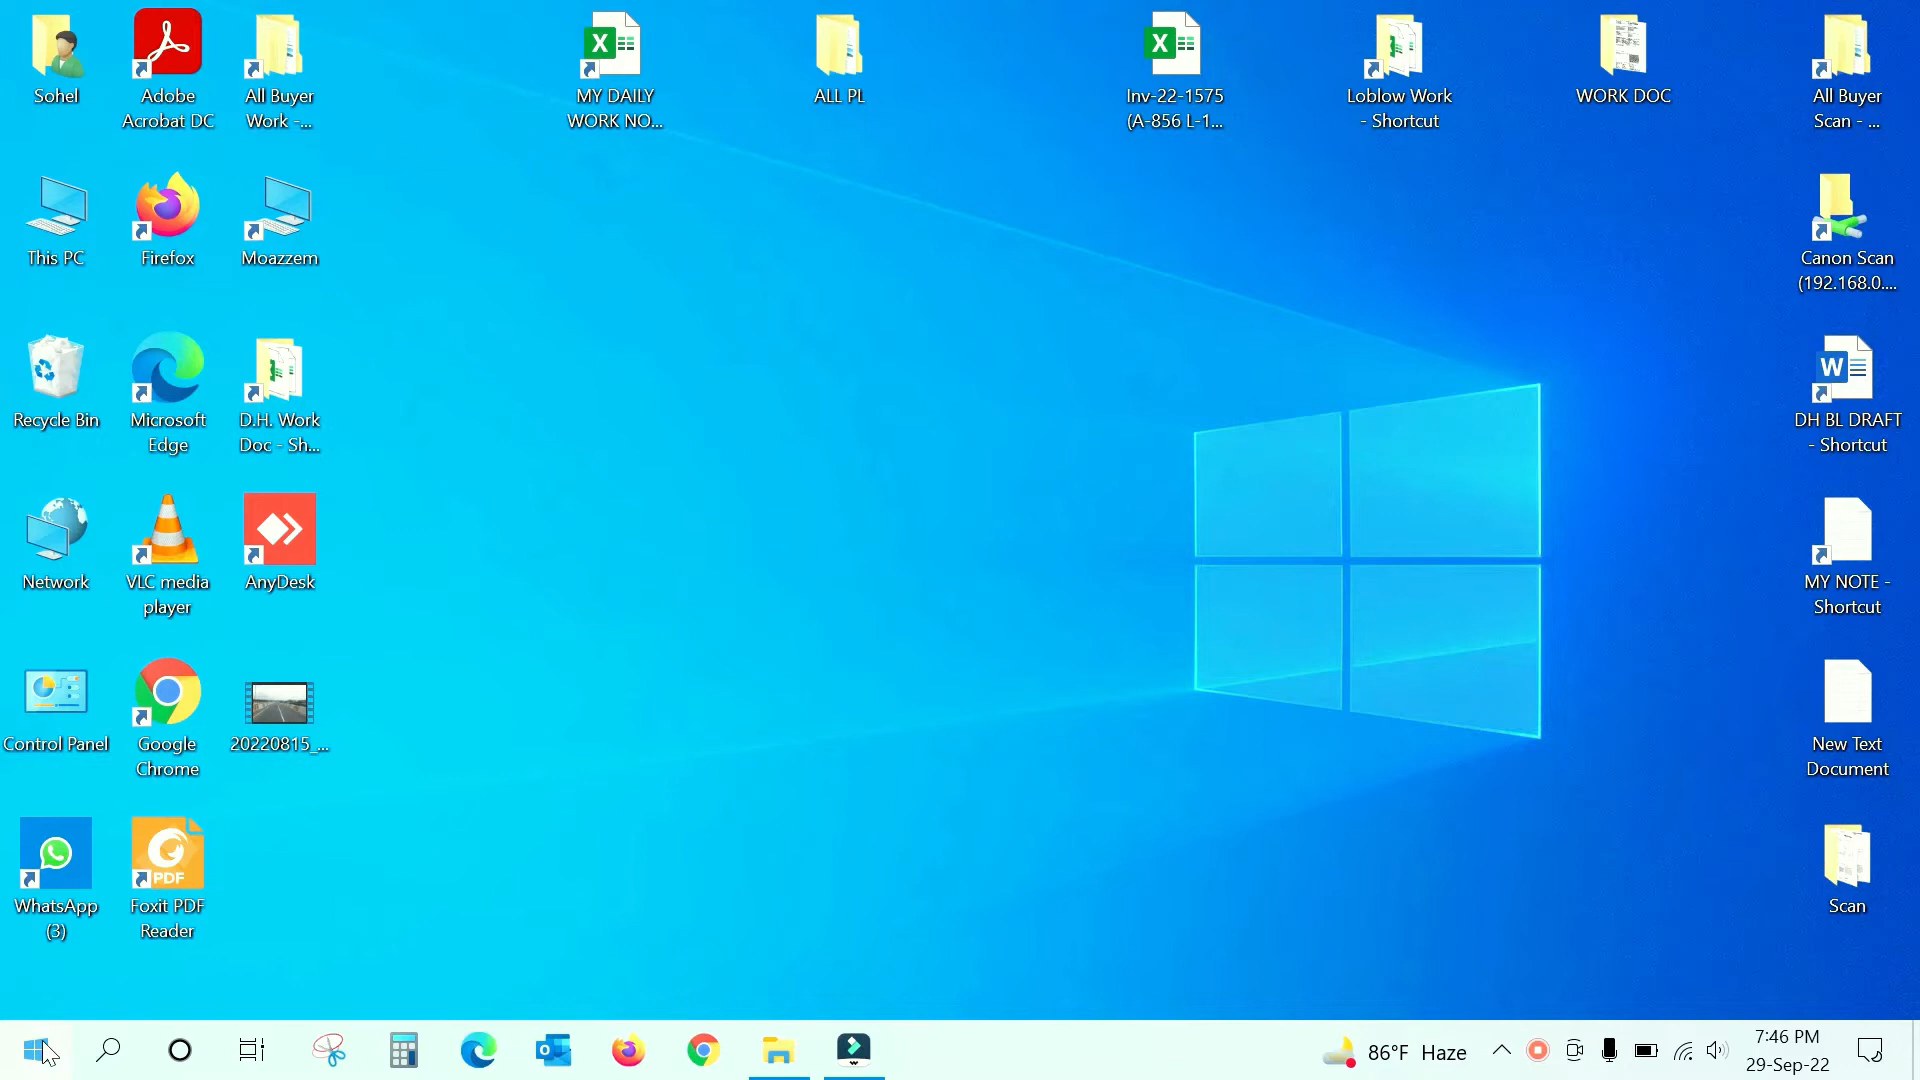 Sohel
Adobe
Acrobat DC
All Buyer
Work -...
MY DAILY
WORK NO...
ALL PL
Inv-22-1575
(A-856 L-1...
Loblow Work
- Shortcut
WORK DOC
All Buyer
Scan - ...
This PC
Firefox
Moazzem
Canon Scan
(192.168.0....
Recycle Bin
Microsoft
Edge
D.H. Work
Doc - Sh...
DH BL DRAFT
- Shortcut
Network
VLC media
player
AnyDesk
MY NOTE -
Shortcut
Control Panel
Google
Chrome
20220815_...
New Text
Document
PDF
WhatsApp
(3)
Foxit PDF
Reader
Scan
86°F Haze
7:46 PM
29-Sep-22